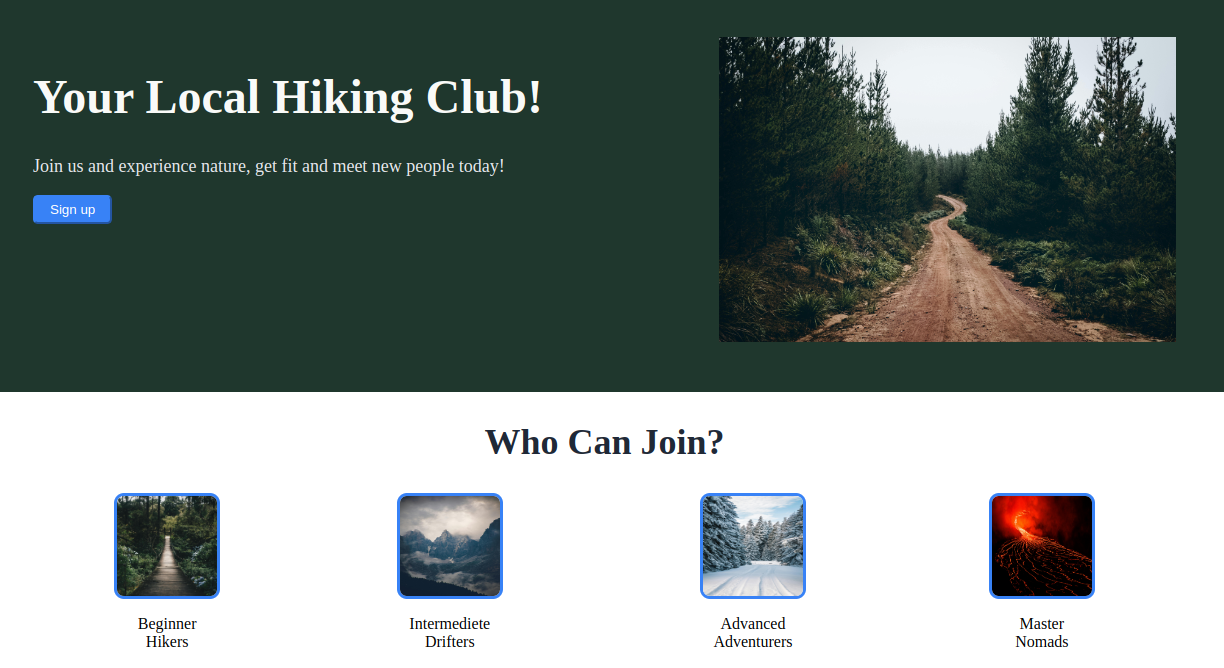 Your Local Hiking Club!
Join us and experience nature, get fit and meet new people today!
Sign up
Who Can Join?
Beginner
Hikers
Intermediete
Drifters
Advanced
Adventurers
Master
Nomads